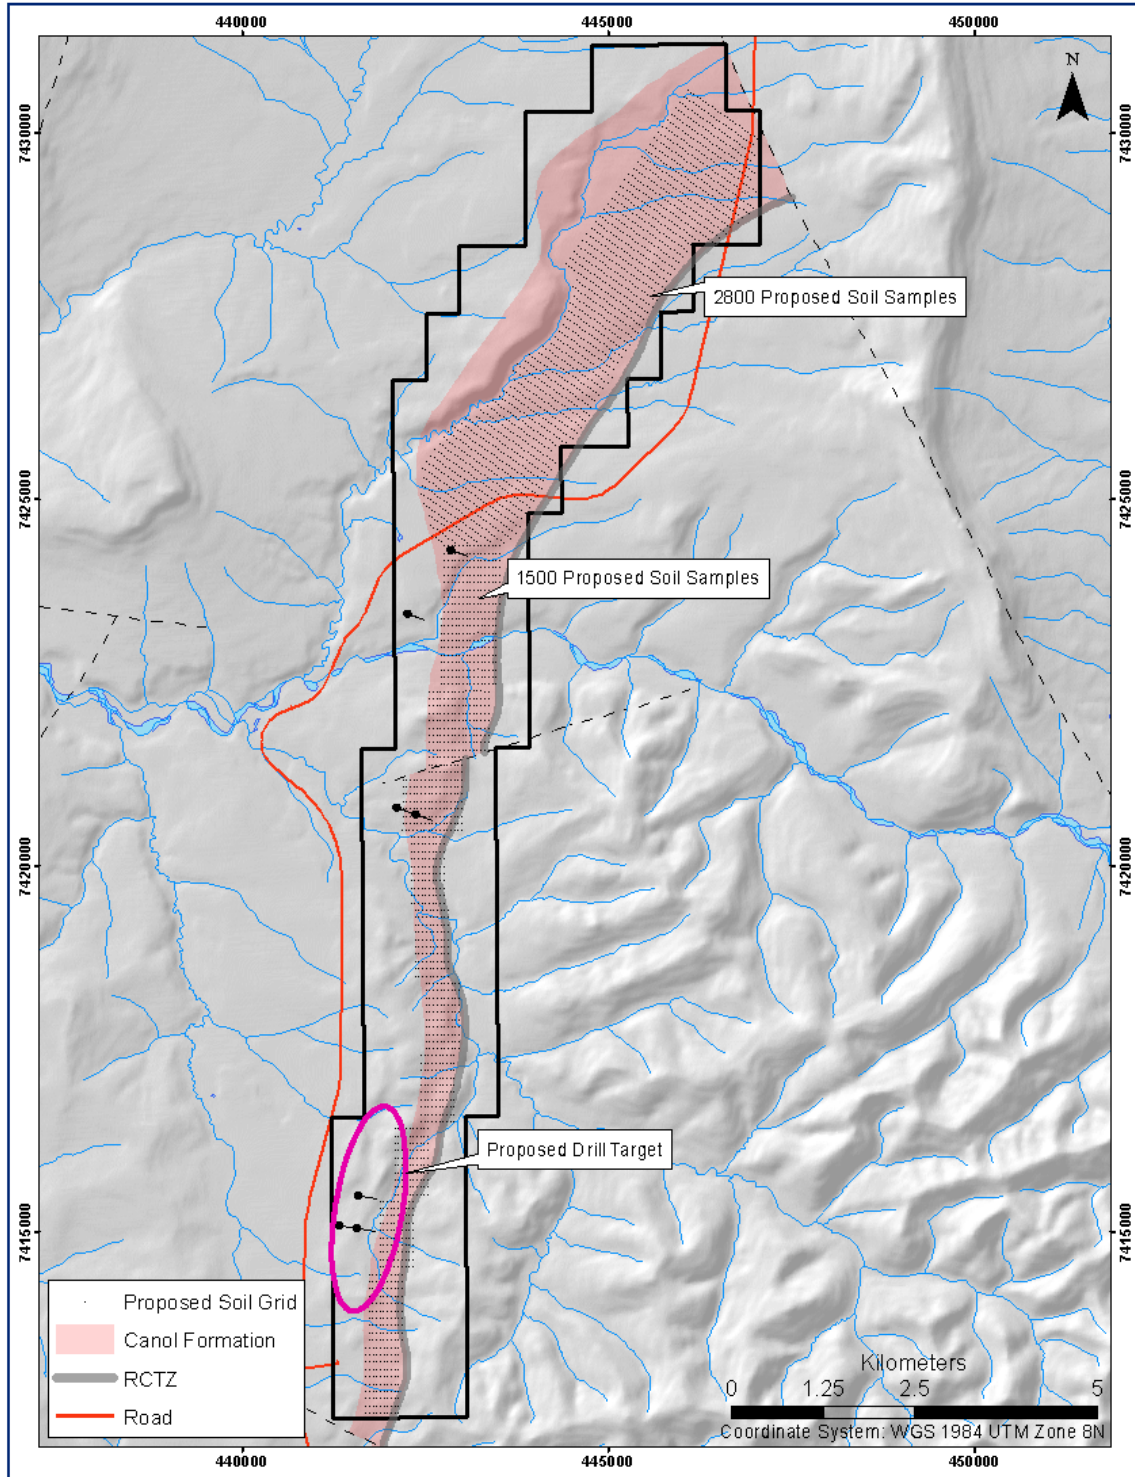 440000
445000
450000
N
7430000
7430000
2800 Proposed Soil Samples
7425000
7425000
1500 Proposed Soil Samples
7420000
7420000
Proposed Drill Target
7415000
7415000
Proposed Soil Grid
Canol Formation
RCTZ
Road
Kilometers
0 1.25 2.5 5
Coordinate System: WGS 1984 UTM Zone 8N
440000
445000
450000